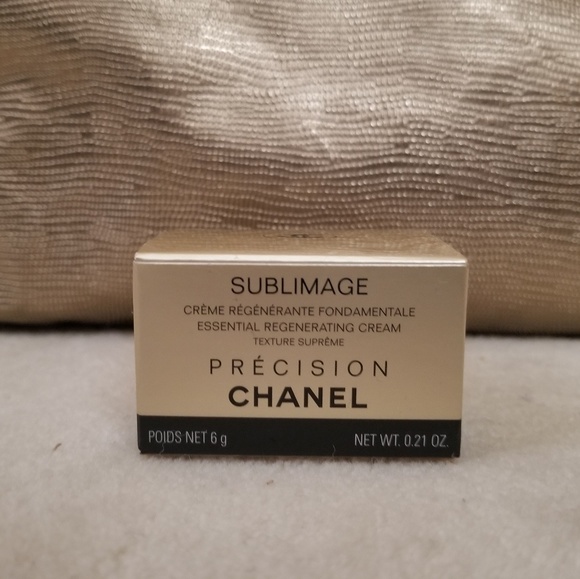 SUBLIMAGE
CRÈME RÉGÉNÉRANTE FONDAMENTALE
ESSENTIAL REGENERATING CREAM
TEXTURE SUPRÊME
PRÉCISION
CHANEL
POIDS NET 6 g NET WT. 0.21 OZ.